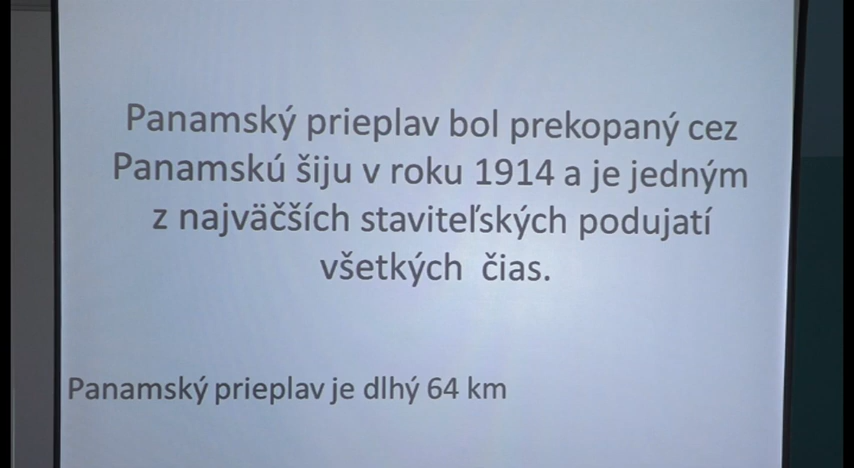 Panamský prieplav bol prekopaný cez
Panamskú šiju v roku 1914 a je jedným
z najväčších staviteľských podujatí
všetkých čias.
Panamský prieplav je dlhý 64 km